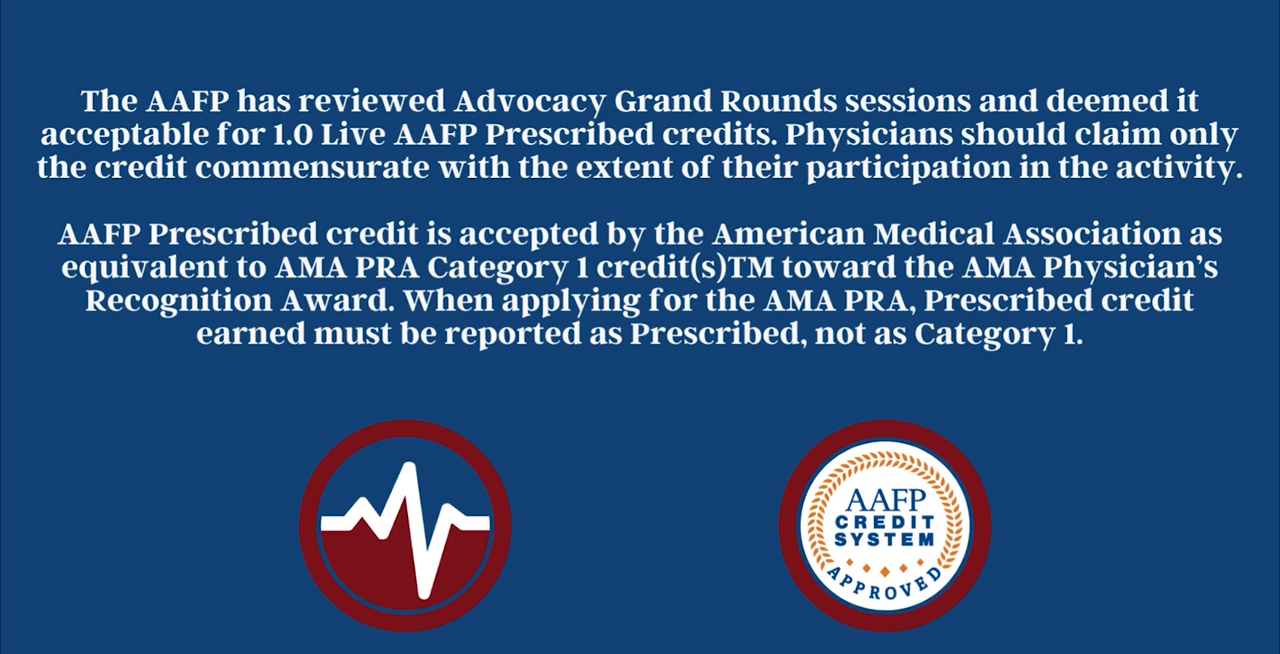 The AAFP has reviewed Advocacy Grand Rounds sessions and deemed it
acceptable for 1.0 Live AAFP Prescribed credits. Physicians should claim only
the credit commensurate with the extent of their participation in the activity.
AAFP Prescribed credit is accepted by the American Medical Association as
equivalent to AMA PRA Category 1 credit(s)TM toward the AMA Physician’s
Recognition Award. When applying for the AMA PRA, Prescribed credit
earned must be reported as Prescribed, not as Category 1.
AAFP
CREDIT
SYSTEM
APPROVED